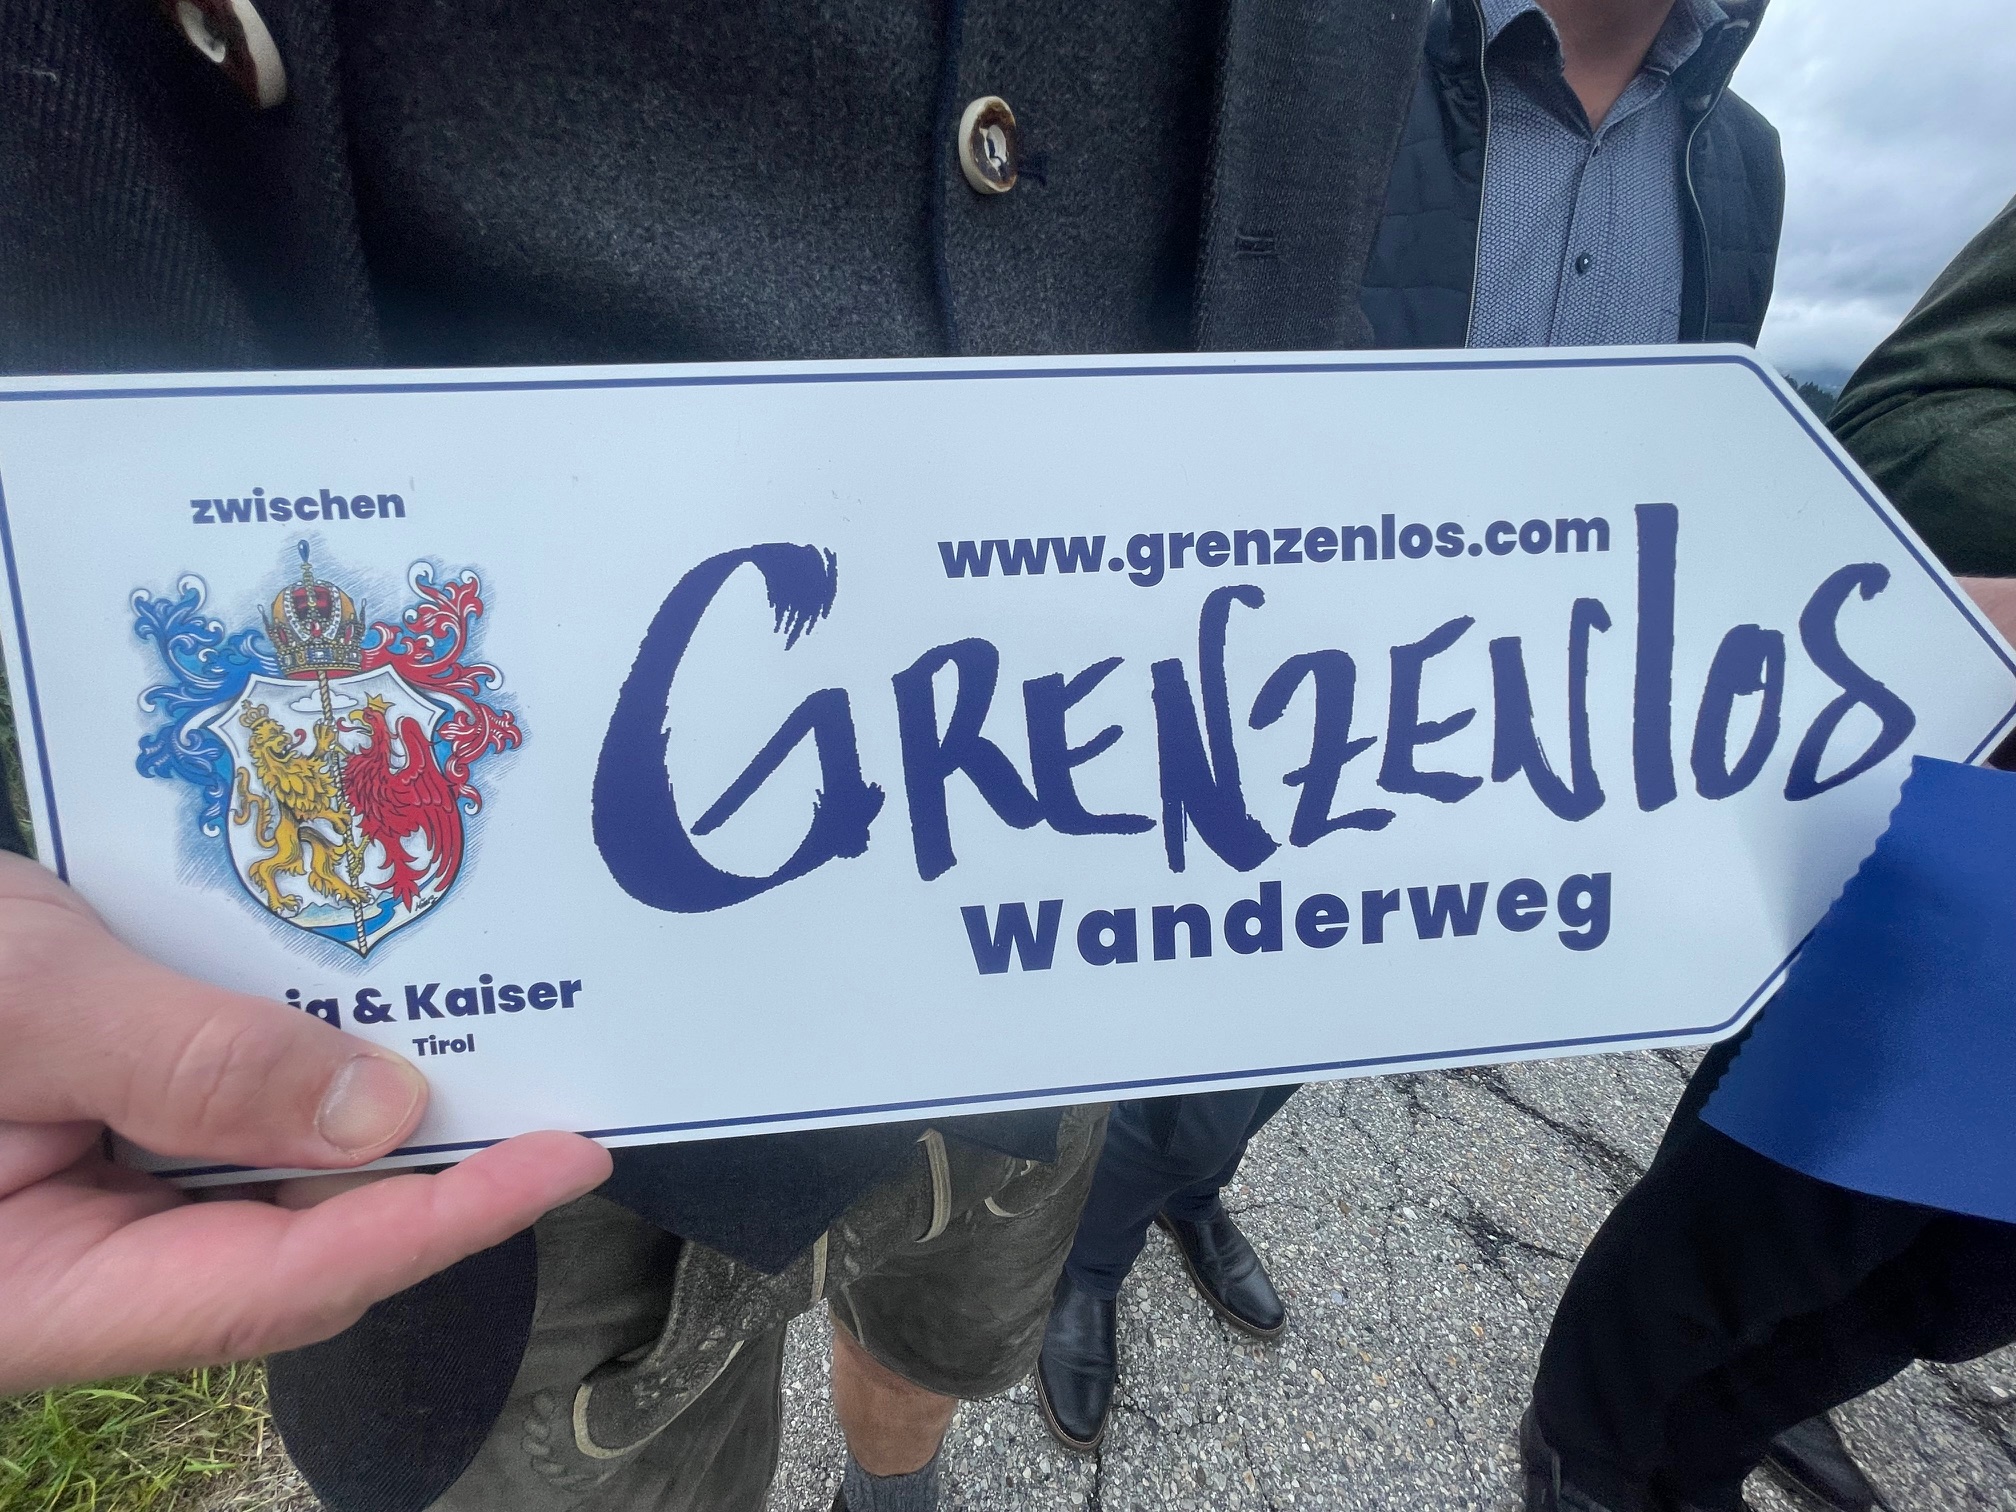 zwischen
& Kaiser
Tirol
www.grenzenlos.com
GRENZENlos
Wanderweg